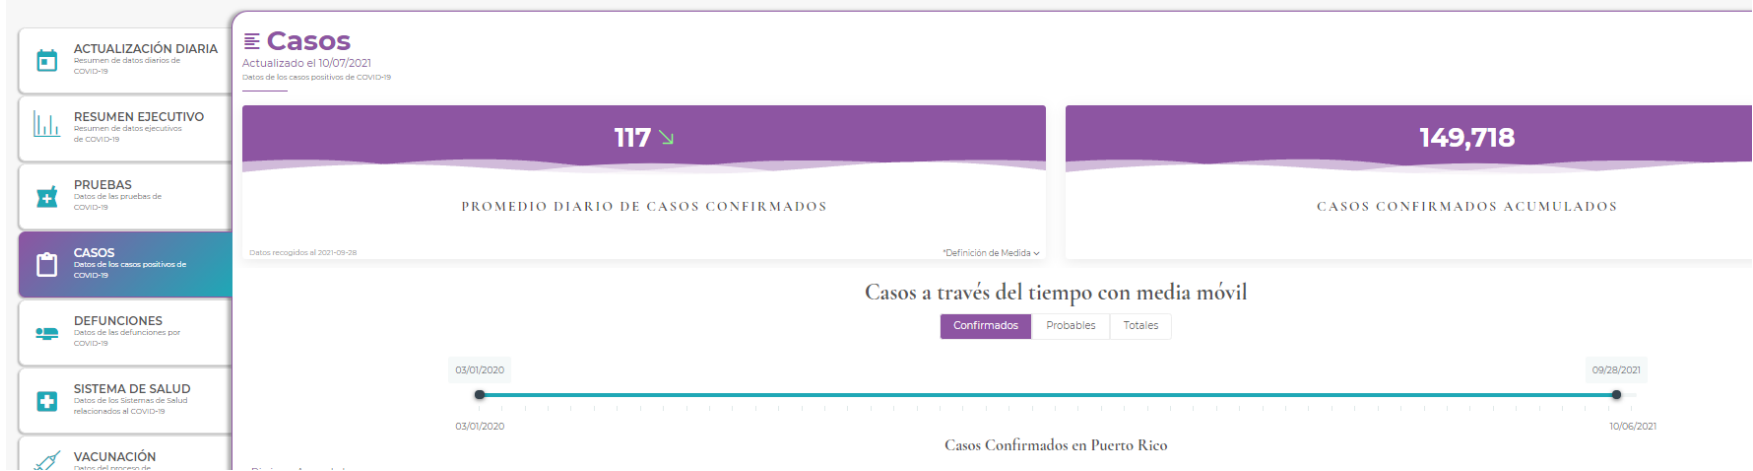 ACTUALIZACIÓN DIARIA
Resumen de datos diarios de
COVID-19
RESUMEN EJECUTIVO
Resumen de datos ejecutivos
de COVID-19
PRUEBAS
Datos de las pruebas de
COVID-19
CASOS
Datos de los casos positivos de
COVID-19
DEFUNCIONES
Datos de las defunciones por
COVID-19
SISTEMA DE SALUD
Datos de los Sistemas de Salud
relacionados al COVID-19
VACUNACIÓN
Datos del proceso de
Casos
Actualizado el 10/07/2021
Datos de los casos positivos de COVID-19
117
PROMEDIO DIARIO DE CASOS CONFIRMADOS
Datos recogidos al 2021-09-28
*Definición de Medida
149,718
CASOS CONFIRMADOS ACUMULADOS
Casos a través del tiempo con media móvil
Confirmados Probables Totales
03/01/2020 09/28/2021
03/01/2020 10/06/2021
Casos Confirmados en Puerto Rico